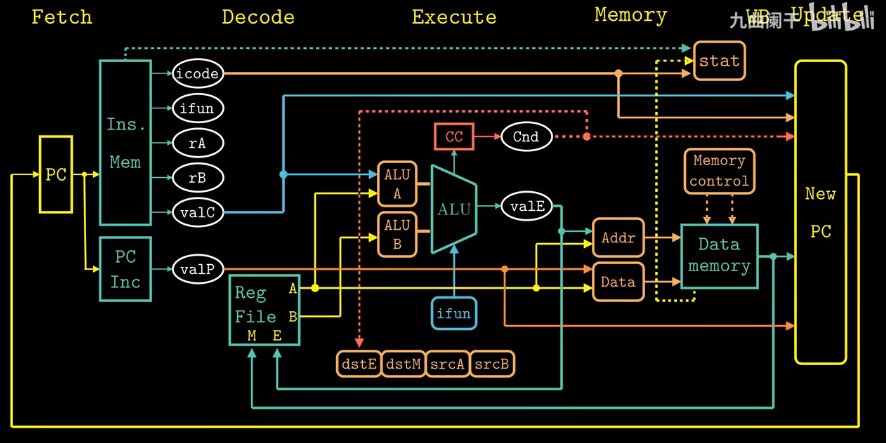 Fetch
Decode
Execute
Memory
WB
Update
九曲阑干
bilibili
PC
Ins.
Mem
PC
Inc
icode
ifun
rA
rB
valC
valP
Reg
File
A
B
M
E
CC
Cnd
ALU
A
ALU
B
ALU
valE
ifun
dstE
dstM
srcA
srcB
stat
Memory
control
Addr
Data
Data
memory
New
PC